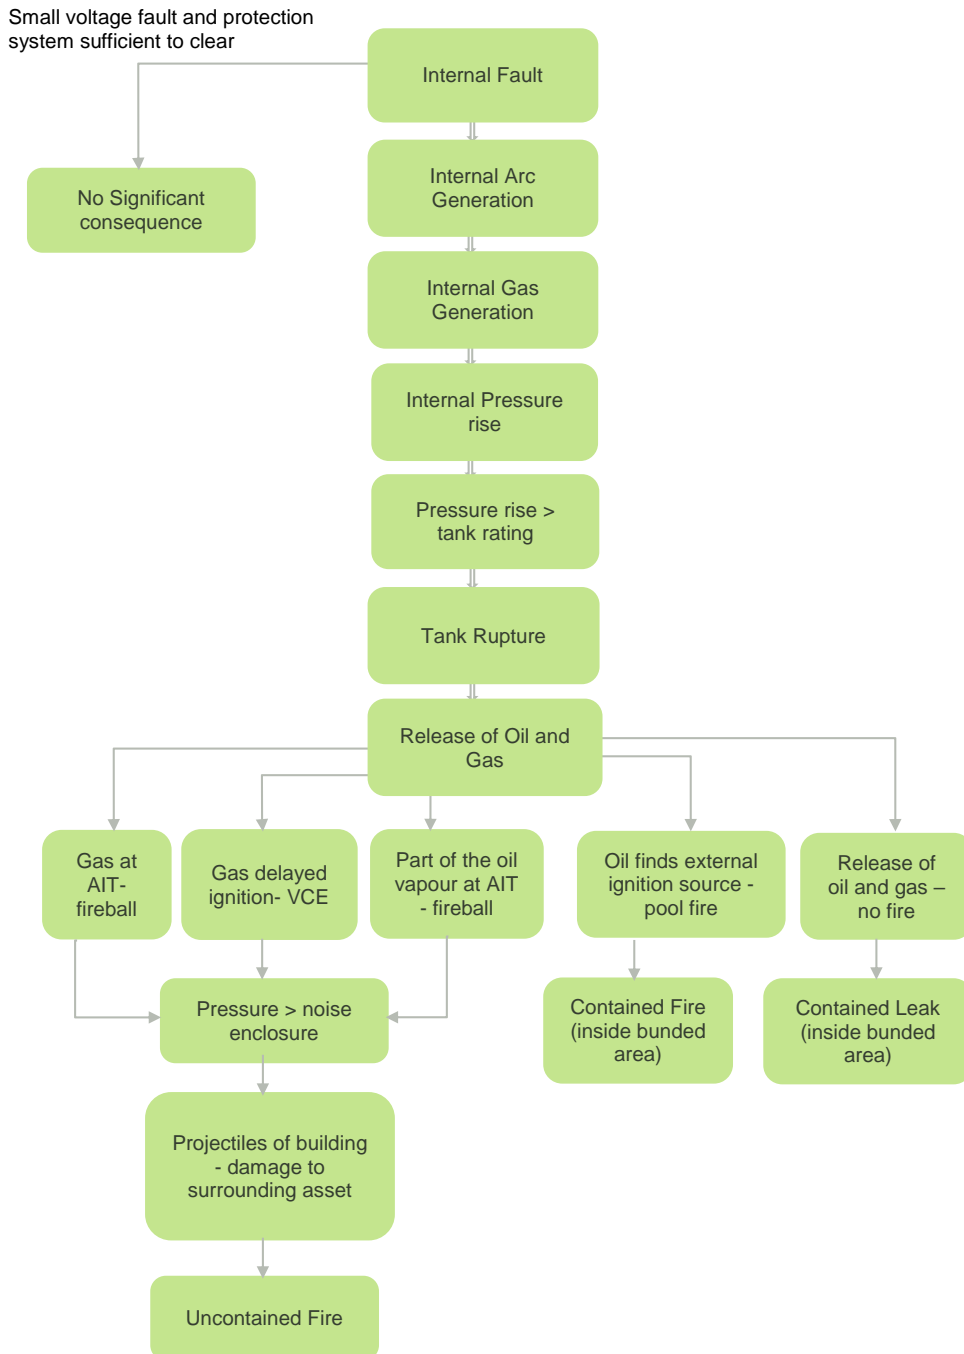 Small voltage fault and protection
system sufficient to clear
Internal Fault
Internal Arc
Generation
No Significant
consequence
Internal Gas
Generation
Internal Pressure
rise
Pressure rise >
tank rating
Tank Rupture
Release of Oil and
Gas
Gas at
AIT-
fireball
Gas delayed
ignition- VCE
Part of the oil
vapour at AIT
- fireball
Oil finds external
ignition source -
pool fire
Release of
oil and gas –
no fire
Pressure > noise
enclosure
Contained Fire
(inside bunded
area)
Contained Leak
(inside bunded
area)
Projectiles of building
- damage to
surrounding asset
Uncontained Fire